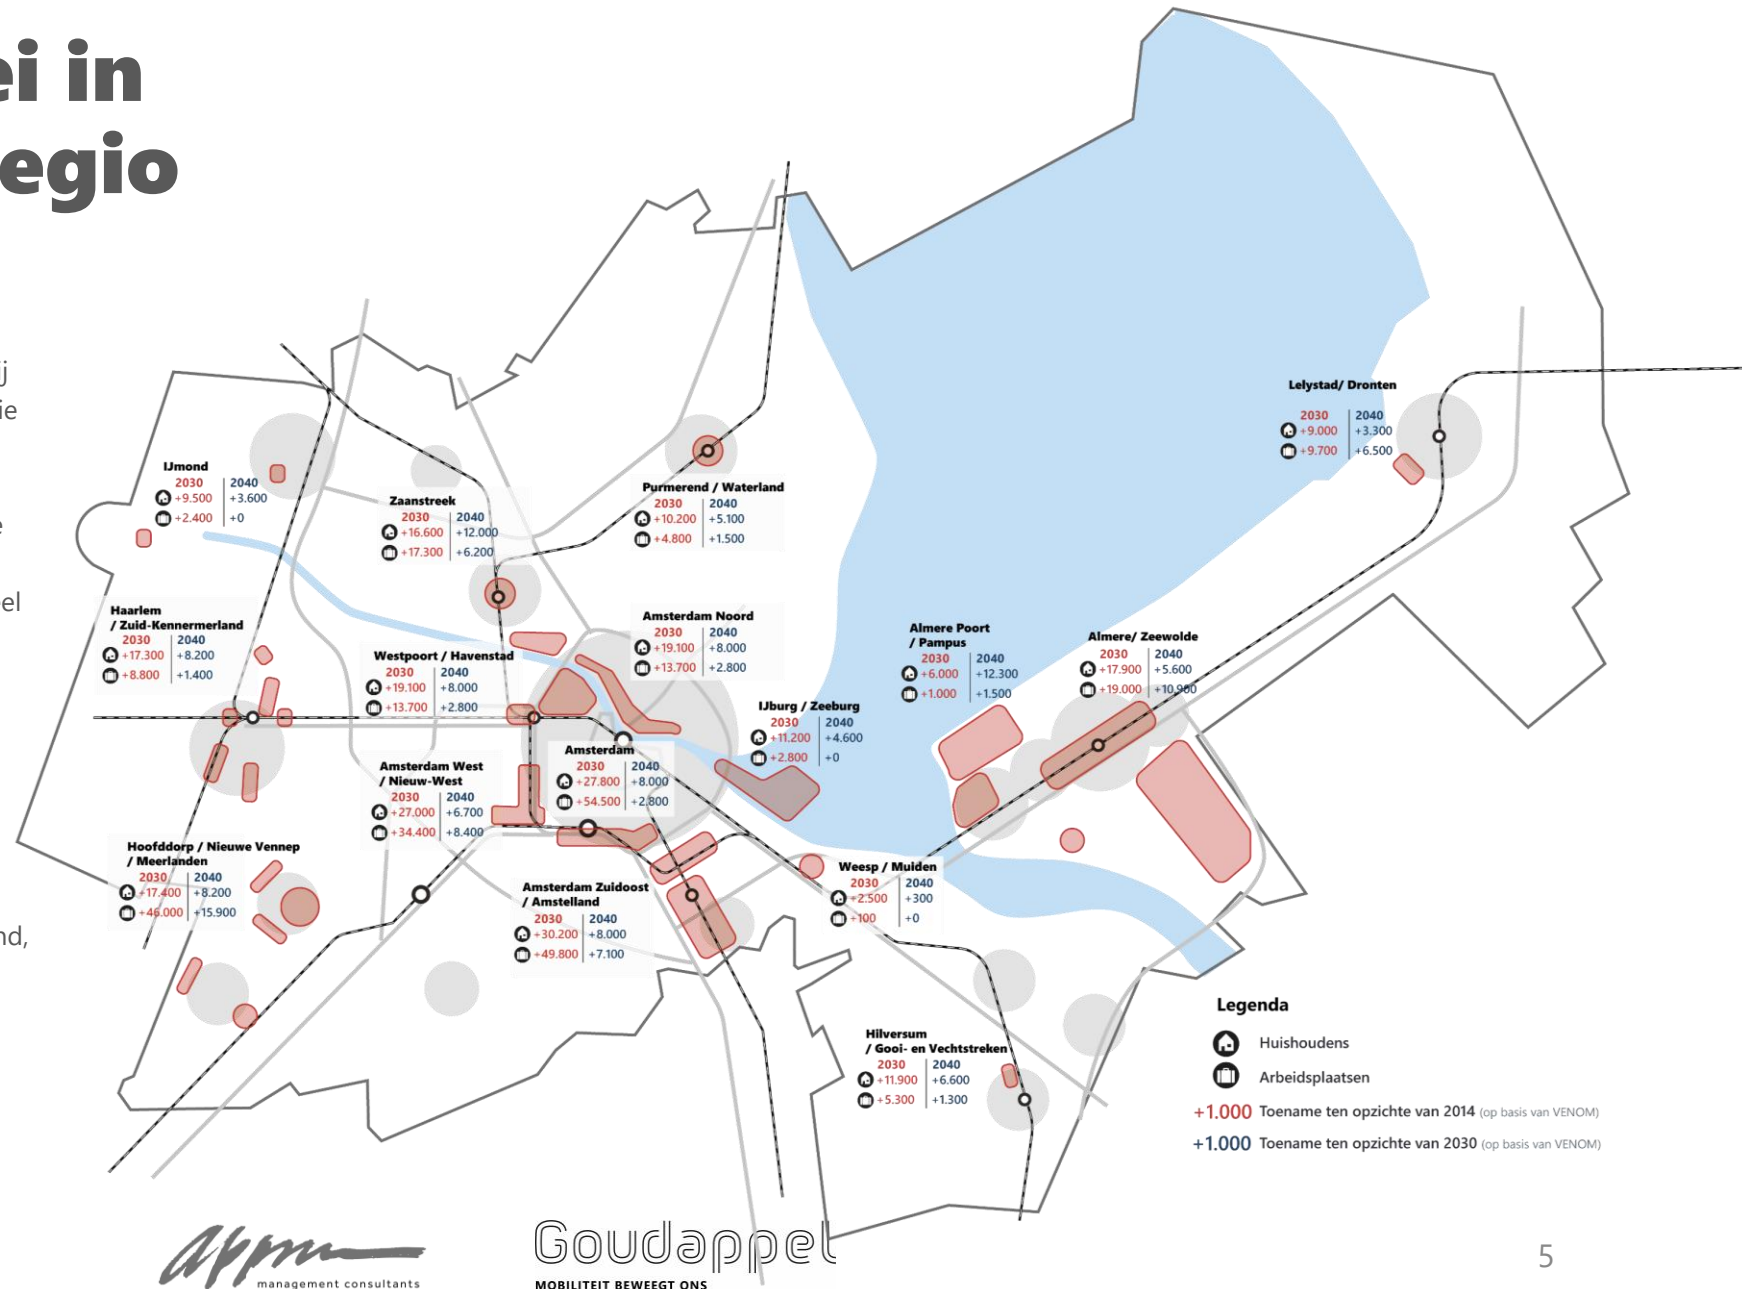 ei in
egio
ij
ie
e
eel
nd,
Lelystad/ Dronten
2030 2040
+9.000 +3.300
+9.700 +6.500
IJmond
2030 2040
+9.500 +3.600
+2.400 +0
Zaanstreek
2030 2040
+16.600 +12.000
+17.300 +6.200
Purmerend / Waterland
2030 2040
+10.200 +5.100
+4.800 +1.500
Haarlem
/ Zuid-Kennermerland
2030 2040
+17.300 +8.200
+8.800 +1.400
Westpoort / Havenstad
2030 2040
+19.100 +8.000
+13.700 +2.800
Amsterdam Noord
2030 2040
+19.100 +8.000
+13.700 +2.800
Almere Poort
/ Pampus
2030 2040
+6.000 +12.300
+1.000 +1.500
Almere/ Zeewolde
2030 2040
+17.900 +5.600
+19.000 +10.900
IJburg / Zeeburg
2030 2040
+11.200 +4.600
+2.800 +0
Amsterdam
2030 2040
+27.800 +8.000
+54.500 +2.800
Amsterdam West
/ Nieuw-West
2030 2040
+27.000 +6.700
+34.400 +8.400
Hoofddorp / Nieuwe Vennep
/ Meerlanden
2030 2040
+17.400 +8.200
+46.000 +15.900
Amsterdam Zuidoost
/ Amstelland
2030 2040
+30.200 +8.000
+49.800 +7.100
Weesp / Muiden
2030 2040
+2.500 +300
+100 +0
Hilversum
/ Gooi- en Vechtstreken
2030 2040
+11.900 +6.600
+5.300 +1.300
Legenda
Huishoudens
Arbeidsplaatsen
+1.000 Toename ten opzichte van 2014 (op basis van VENOM)
+1.000 Toename ten opzichte van 2030 (op basis van VENOM)
appm
management consultants
Goudappel
MOBILITEIT BEWEEGT ONS
5